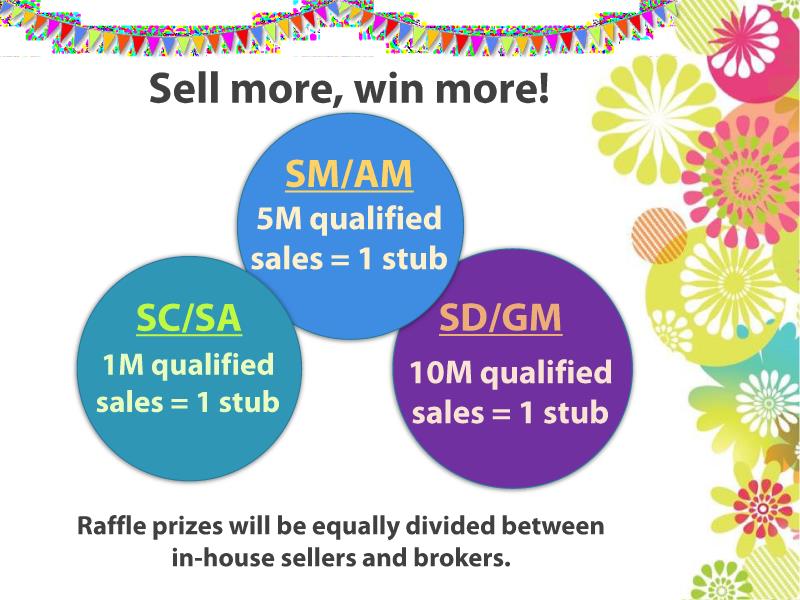 Sell more, win more!
SM/AM
5M qualified
sales = 1 stub
SC/SA
1M qualified
sales = 1 stub
SD/GM
10M qualified
sales = 1 stub
Raffle prizes will be equally divided between
in-house sellers and brokers.